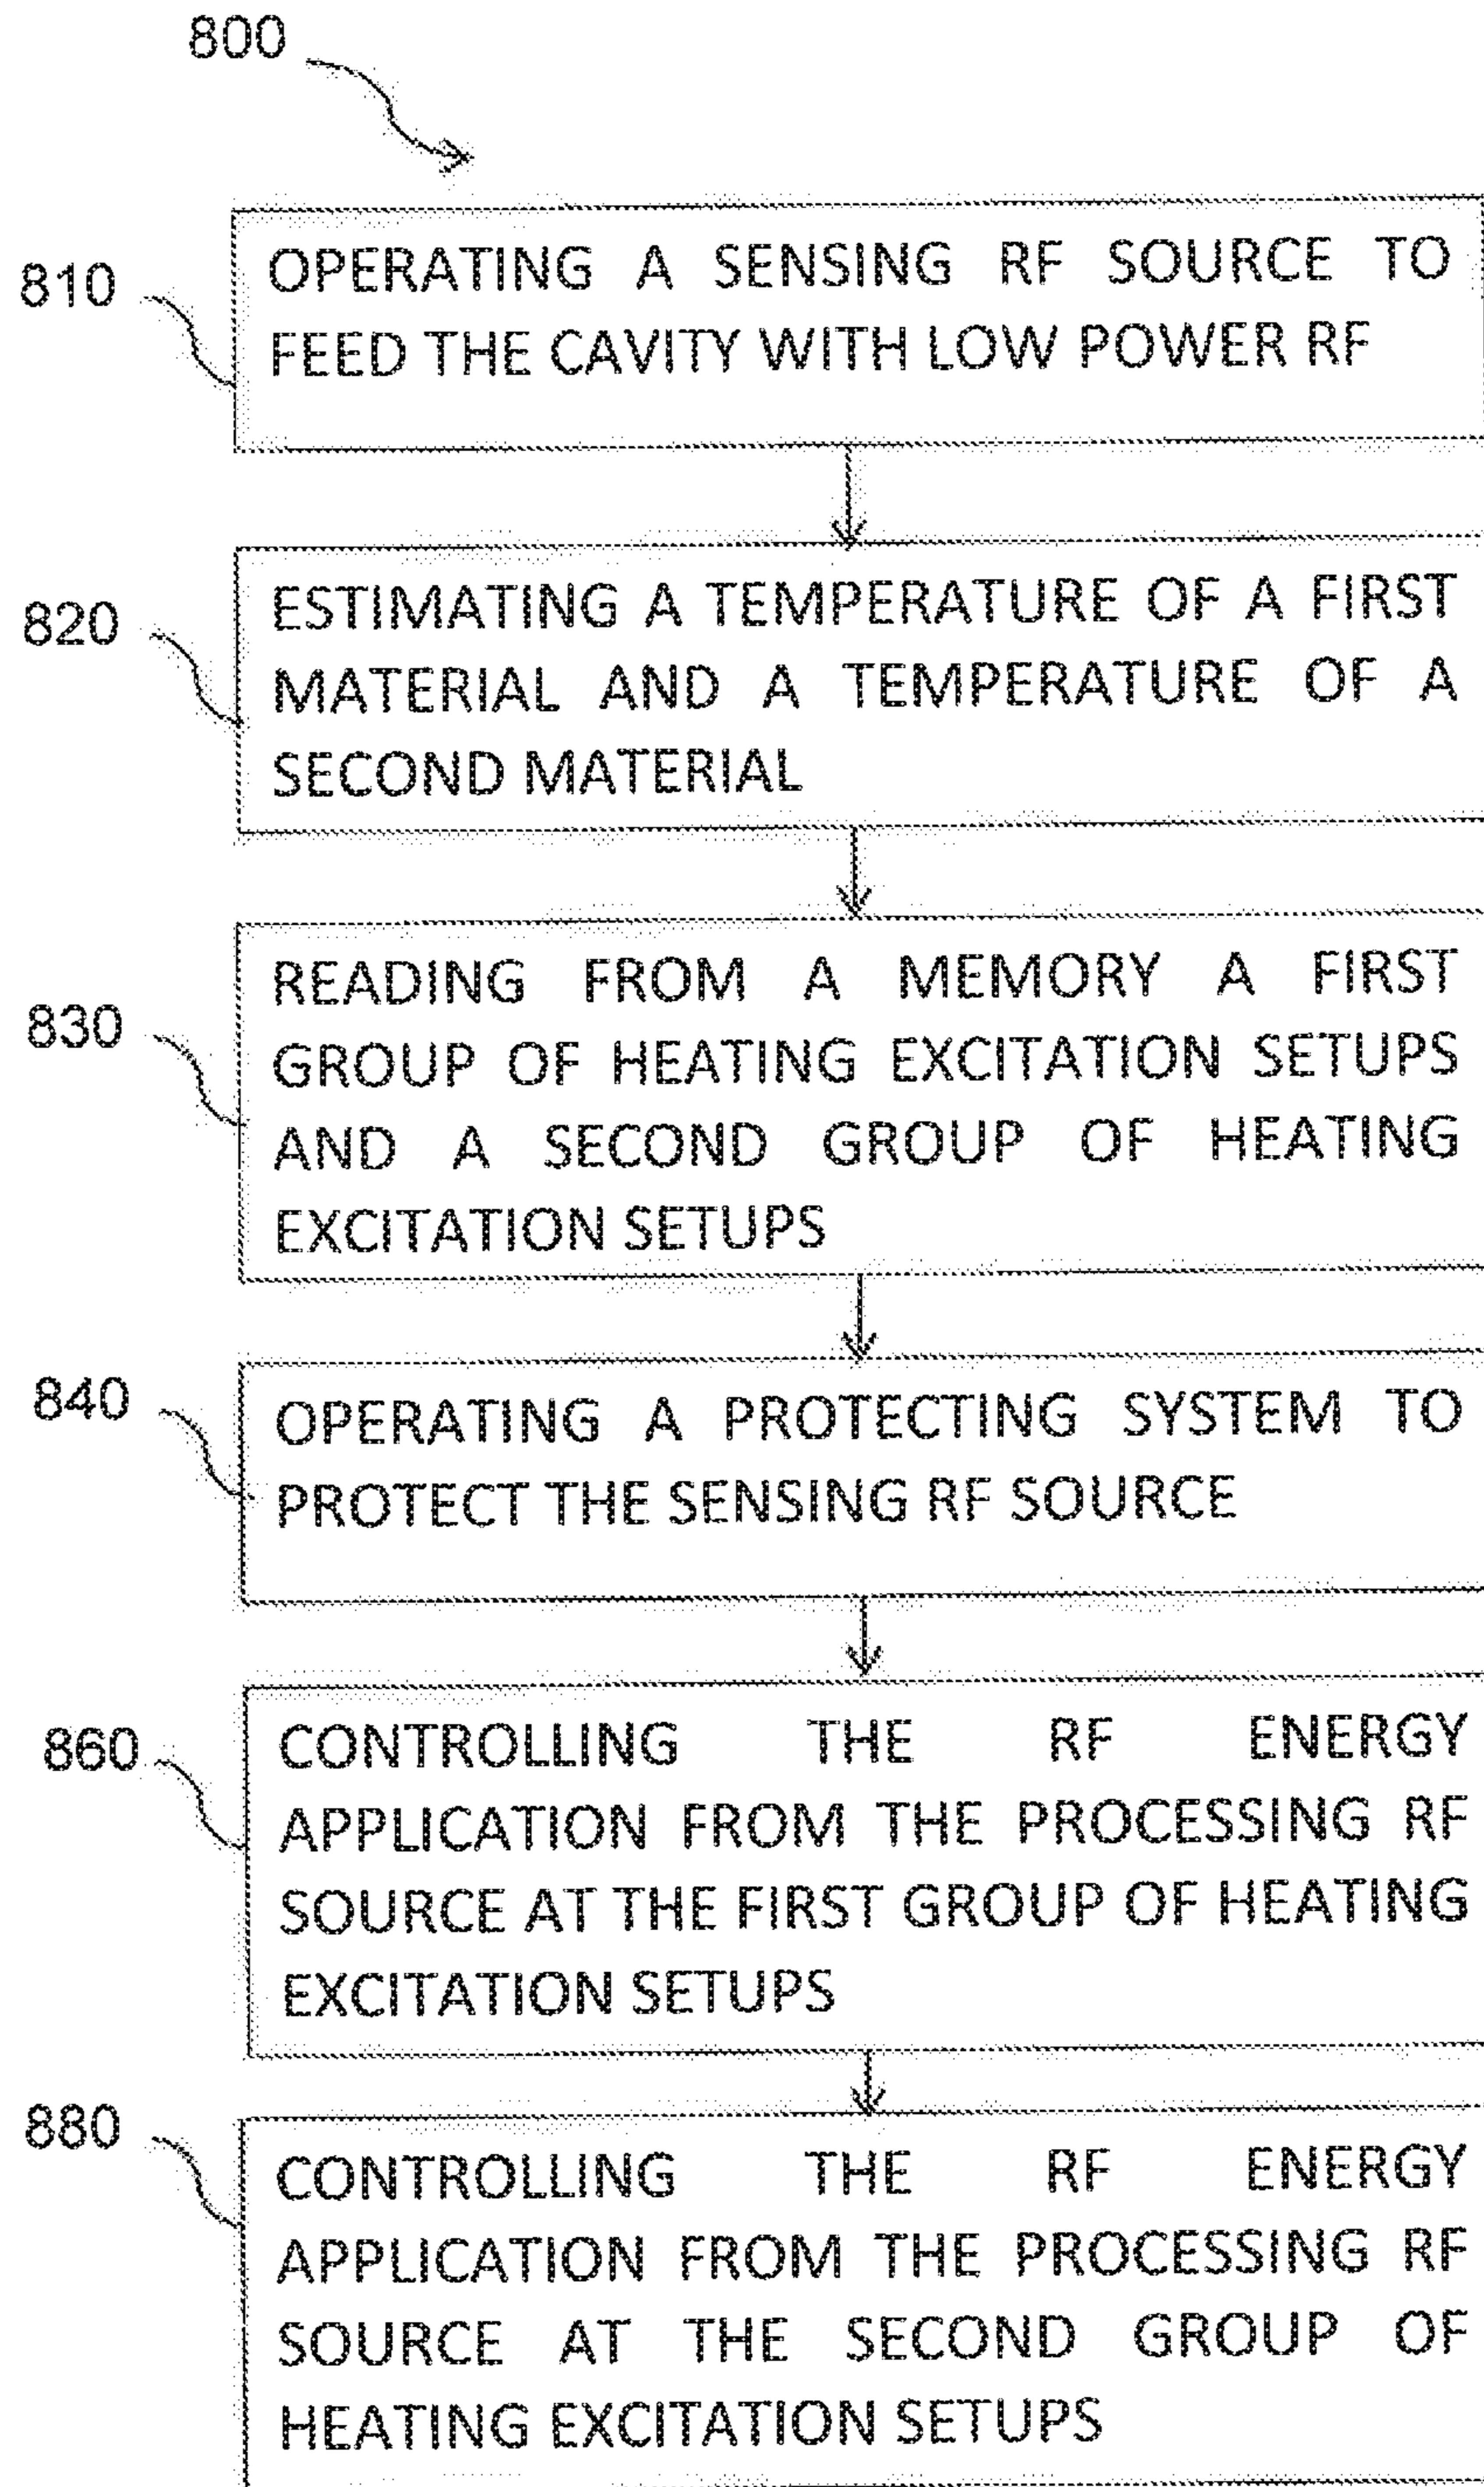 800
810
OPERATING A SENSING RF SOURCE TO
FEED THE CAVITY WITH LOW POWER RF
820
ESTIMATING A TEMPERATURE OF A FIRST
MATERIAL AND A TEMPERATURE OF A
SECOND MATERIAL
830
READING FROM A MEMORY A FIRST
GROUP OF HEATING EXCITATION SETUPS
AND A SECOND GROUP OF HEATING
EXCITATION SETUPS
840
OPERATING A PROTECTING SYSTEM TO
PROTECT THE SENSING RF SOURCE
860
CONTROLLING THE RF ENERGY
APPLICATION FROM THE PROCESSING RF
SOURCE AT THE FIRST GROUP OF HEATING
EXCITATION SETUPS
880
CONTROLLING THE RF ENERGY
APPLICATION FROM THE PROCESSING RF
SOURCE AT THE SECOND GROUP OF
HEATING EXCITATION SETUPS